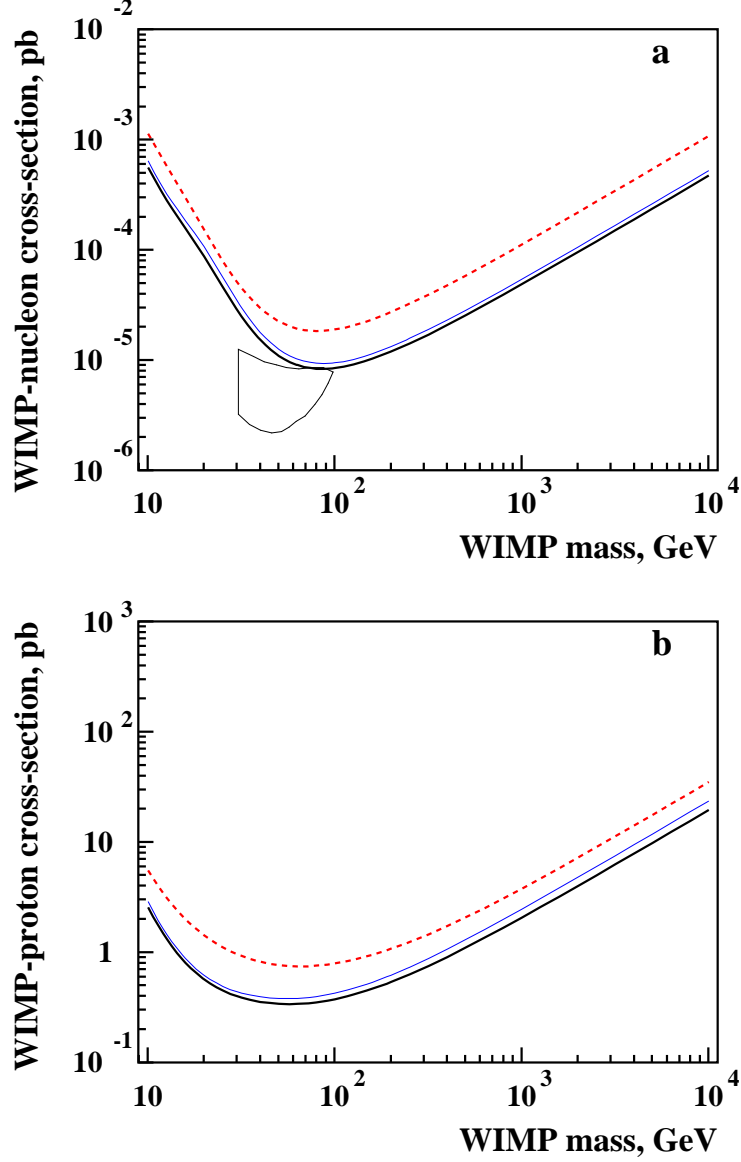 a
WIMP-nucleon cross-section, pb
10^-2
10^-3
10^-4
10^-5
10^-6
10 10^2 10^3 10^4
WIMP mass, GeV
b
WIMP-proton cross-section, pb
10^3
10^2
10
1
10^-1
10 10^2 10^3 10^4
WIMP mass, GeV